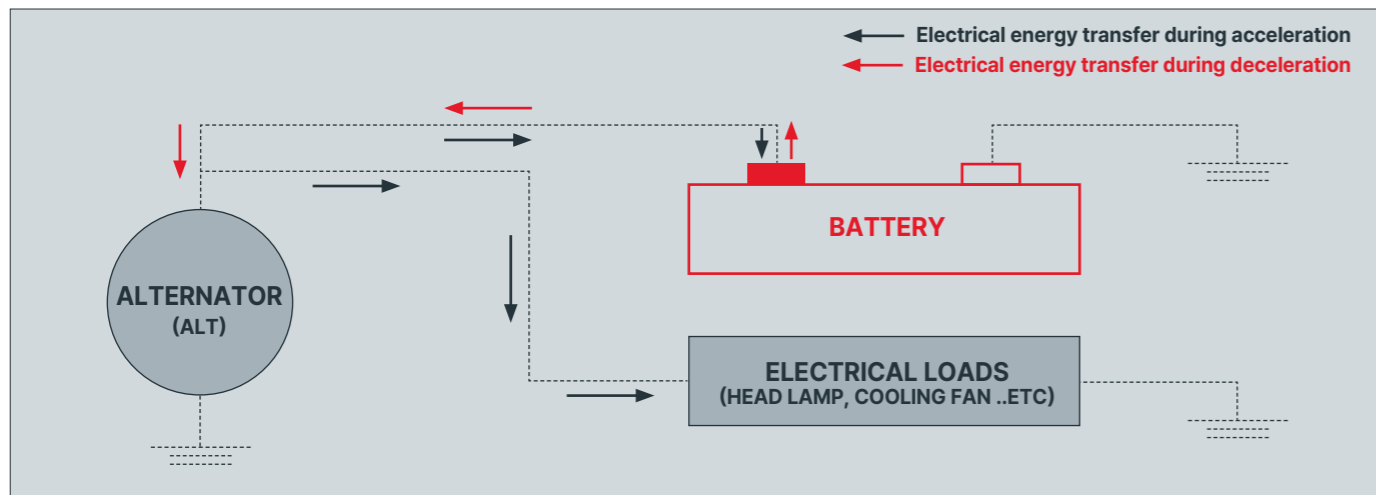 Electrical energy transfer during acceleration
Electrical energy transfer during deceleration
BATTERY
ALTERNATOR
(ALT)
ELECTRICAL LOADS
(HEAD LAMP, COOLING FAN ..ETC)